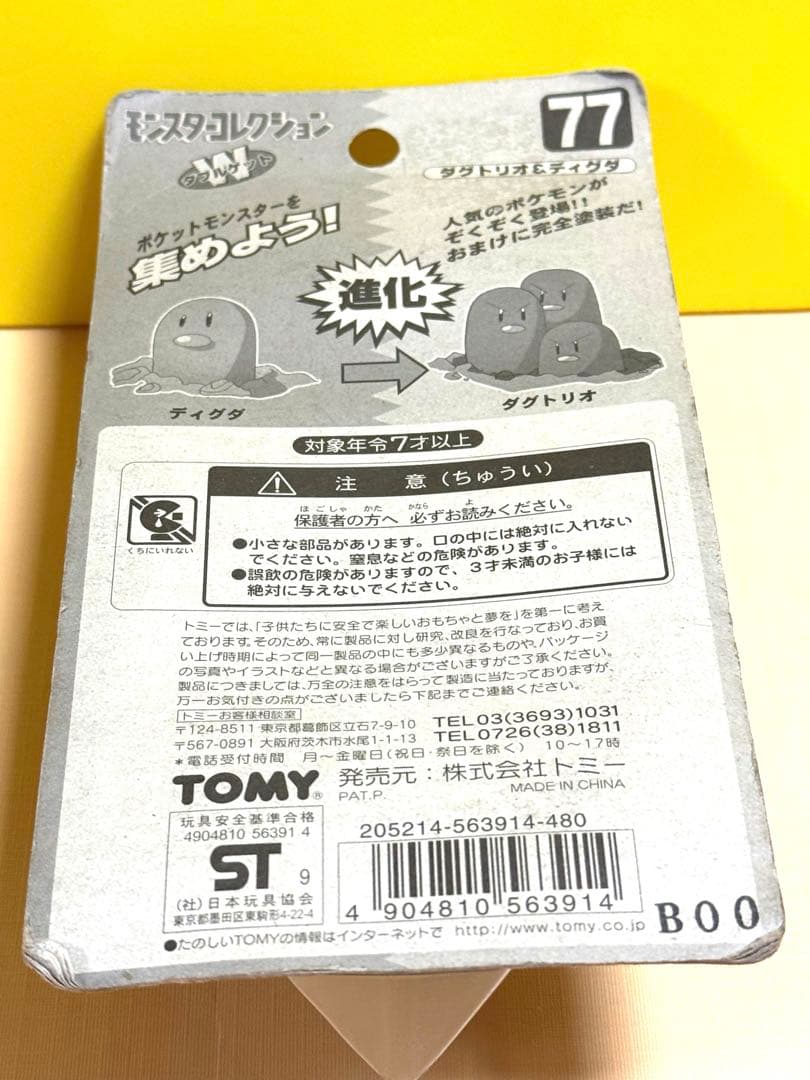 モンスターコレクション
W
ダブルゲット
77
ダグトリオ&ディグダ
ポケットモンスターを
集めよう!
人気のポケモンが
ぞくぞく登場!!
おまけに完全塗装だ!
進化
ディグダ
ダグトリオ
対象年令7才以上
くちにいれない
注 意(ちゅうい)
ほごしゃ かた かなら よ
保護者の方へ 必ずお読みください。
●小さな部品があります。口の中には絶対に入れない
でください。窒息などの危険があります。
●誤飲の危険がありますので、3才未満のお子様には
絶対に与えないでください。
トミーでは、「子供たちに安全で楽しいおもちゃと夢を」を第一に考え
ております。そのため、常に製品に対し研究、改良を行なっており、お買
い上げ時期によって同一製品の中にも多少異なるものや、パッケージ
の写真やイラストなどと異なる場合がございますがご了承ください。
製品につきましては、万全の注意をはらって製造に当たっておりますが、
万一お気付きの点がございましたら下記までご連絡ください。
トミーお客様相談室
〒124-8511 東京都葛飾区立石7-9-10 TEL03(3693)1031
〒567-0891 大阪府茨木市水尾1-1-13 TEL0726(38)1811
*電話受付時間 月〜金曜日(祝日・祭日を除く) 10〜17時
TOMY® 発売元:株式会社トミー
PAT.P. MADE IN CHINA
玩具安全基準合格
4904810 56391 4
ST 9
(社)日本玩具協会
東京都墨田区東駒形4-22-4
205214-563914-480
4 904810 563914
●たのしいTOMYの情報はインターネットで http://www.tomy.co.jp
B00